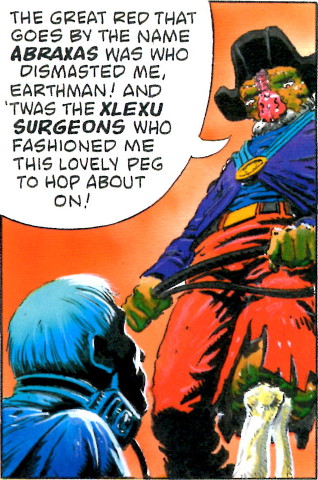 THE GREAT RED THAT
GOES BY THE NAME
ABRAXAS WAS WHO
DISMASTED ME,
EARTHMAN! AND
'TWAS THE XLEXU
SURGEONS WHO
FASHIONED ME
THIS LOVELY PEG
TO HOP ABOUT
ON!